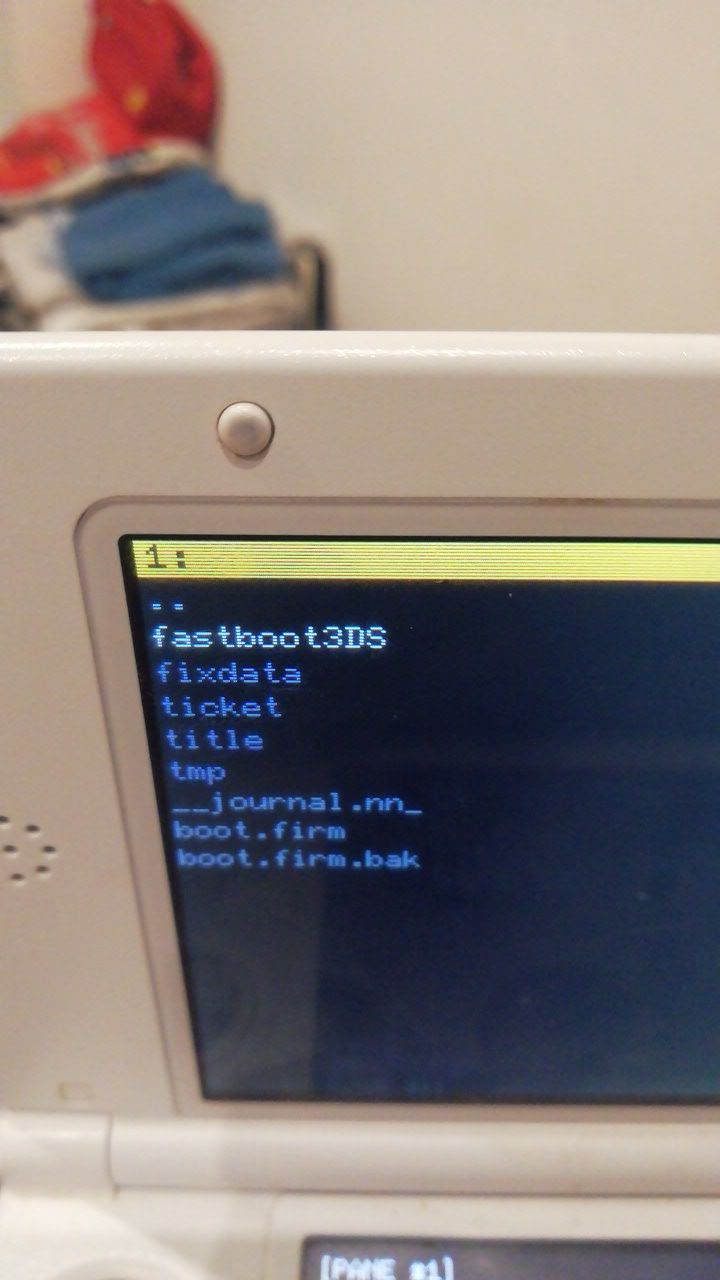 1:
..
fastboot3DS
fixdata
ticket
title
tmp
__journal.nn_
boot.firm
boot.firm.bak
[PANE #1]